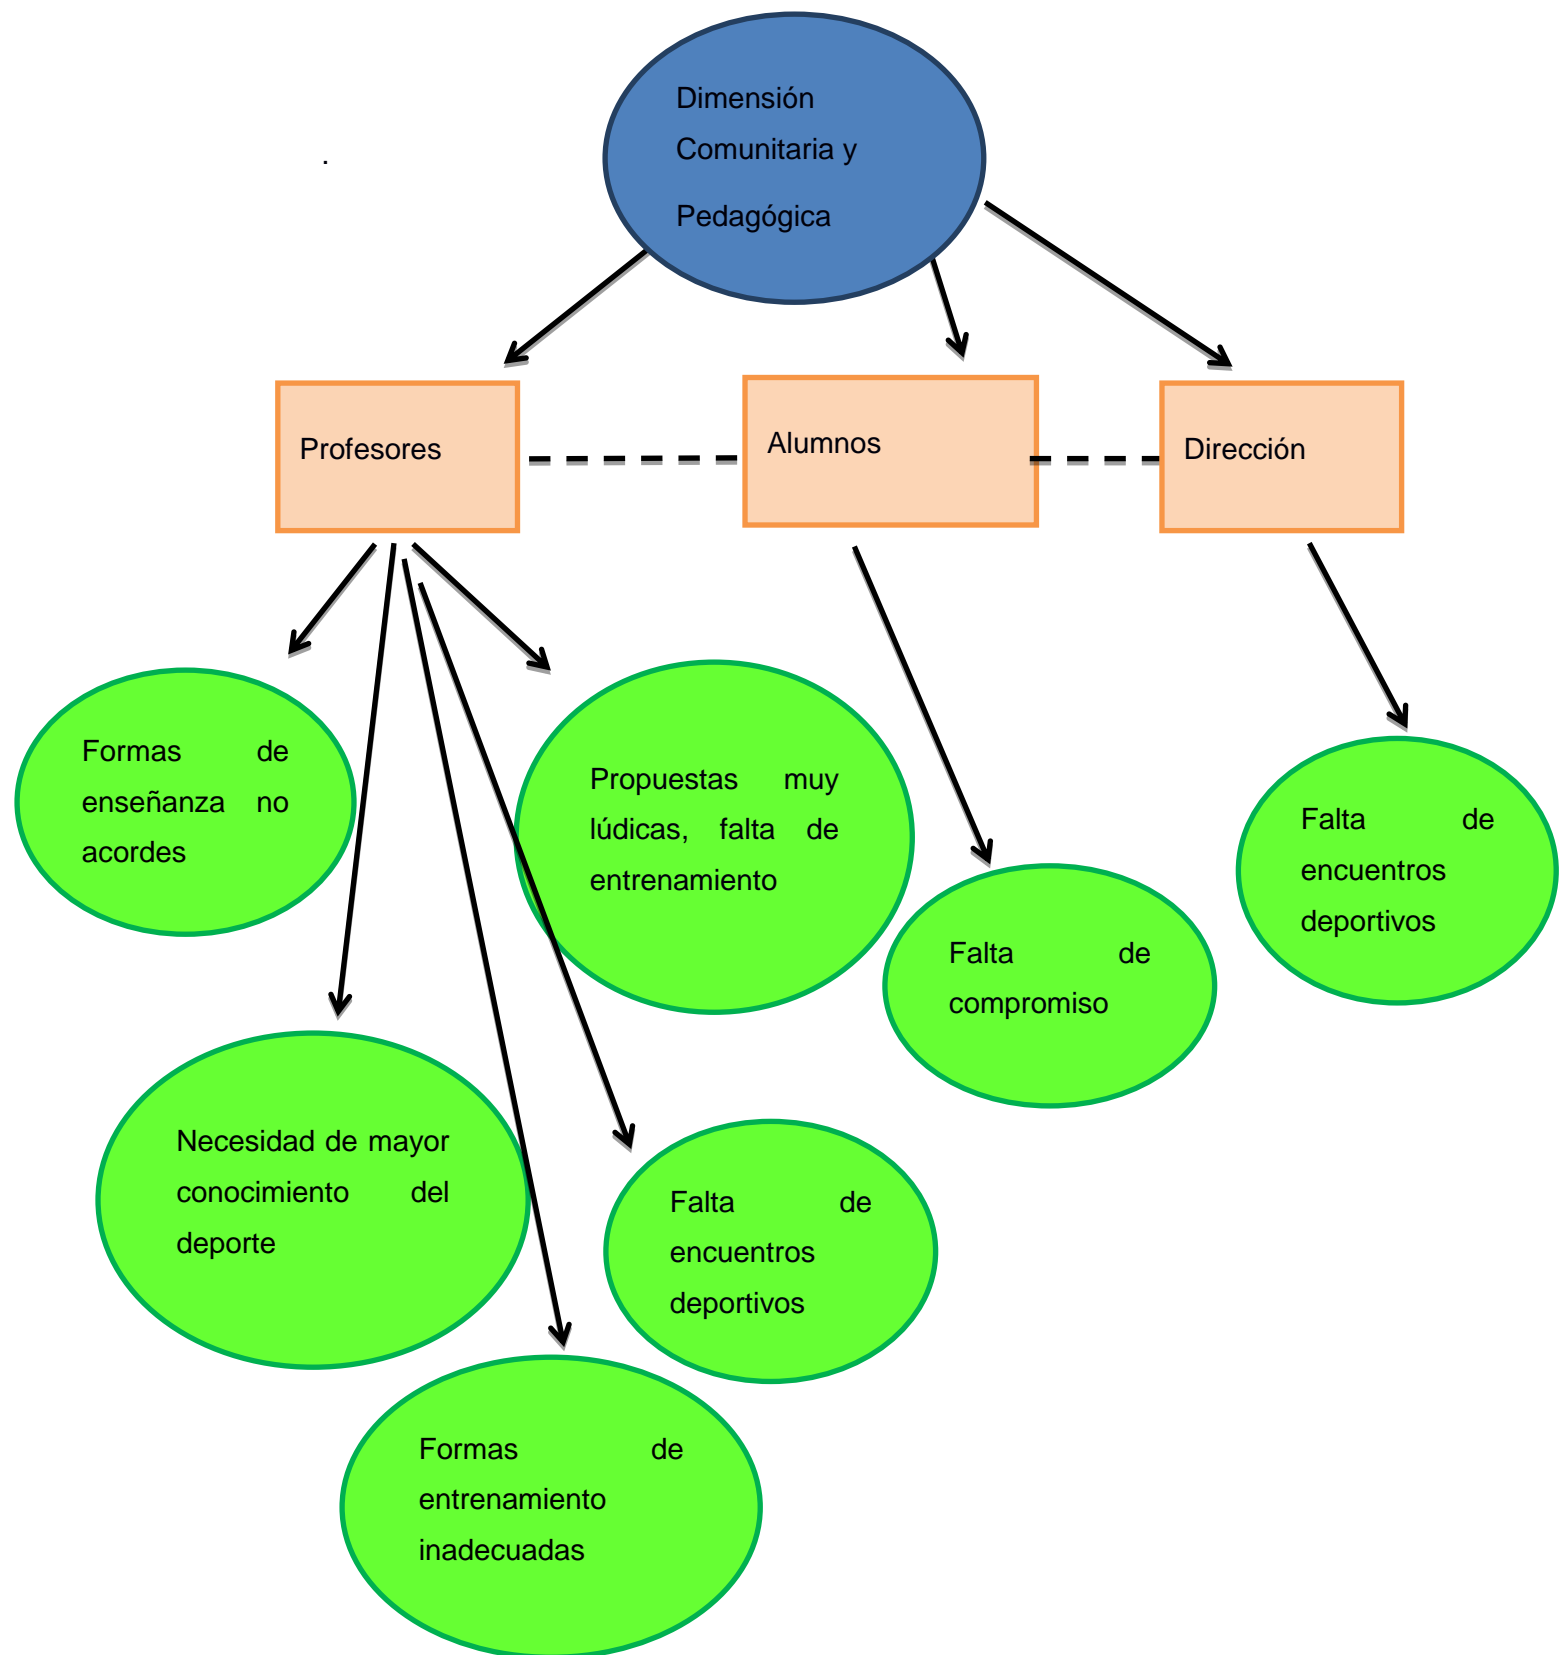 Dimensión
Comunitaria y
Pedagógica
.
Profesores
Alumnos
Dirección
Formas de
enseñanza no
acordes
Propuestas muy
lúdicas, falta de
entrenamiento
Falta de
encuentros
deportivos
Falta de
compromiso
Necesidad de mayor
conocimiento del
deporte
Falta de
encuentros
deportivos
Formas de
entrenamiento
inadecuadas